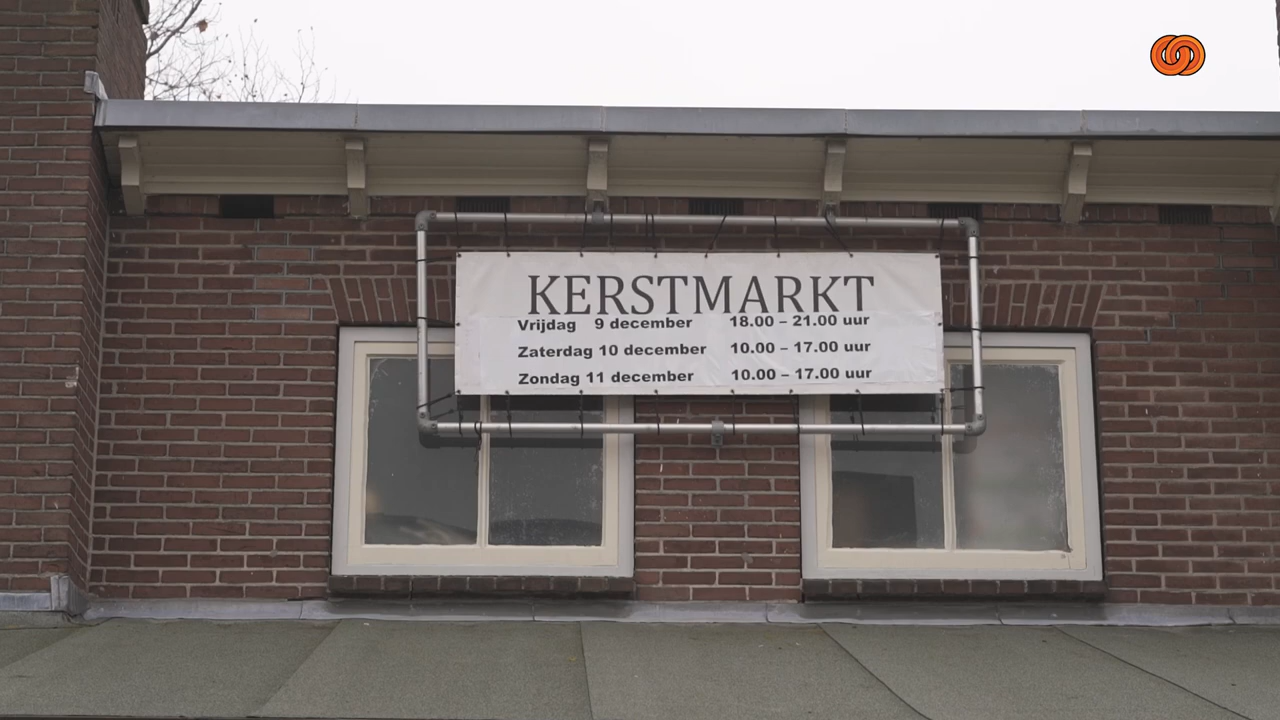 KERSTMARKT
Vrijdag 9 december 18.00 – 21.00 uur
Zaterdag 10 december 10.00 – 17.00 uur
Zondag 11 december 10.00 – 17.00 uur